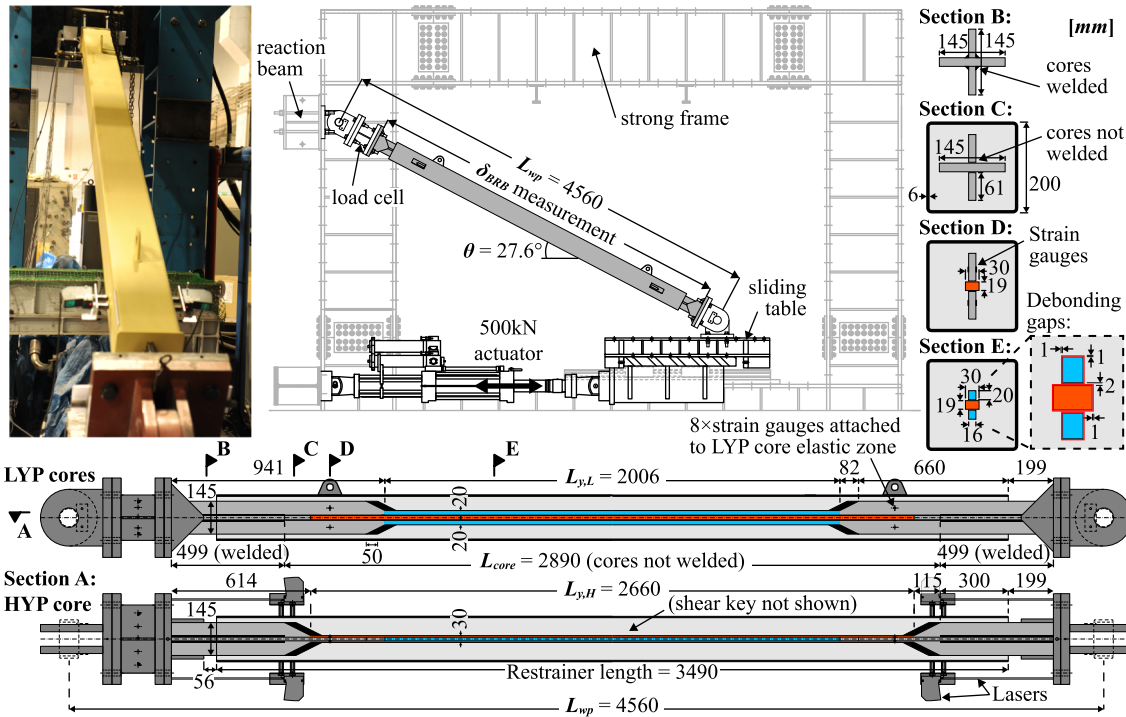 reaction
beam
load cell
L_wp = 4560
δ_BRB measurement
θ = 27.6°
strong frame
500kN
actuator
sliding
table
[mm]
Section B:
145
145
cores
welded
Section C:
145
cores not
welded
61
6
200
Section D:
Strain
gauges
30
19
Debonding
gaps:
Section E:
30
20
19
16
1
1
2
1
8×strain gauges attached
to LYP core elastic zone
B
C
D
E
LYP cores
941
L_y,L = 2006
82
660
199
145
20
20
A
50
499 (welded)
L_core = 2890 (cores not welded)
499 (welded)
Section A:
HYP core
614
L_y,H = 2660
115
300
199
145
30
(shear key not shown)
56
Restrainer length = 3490
Lasers
L_wp = 4560